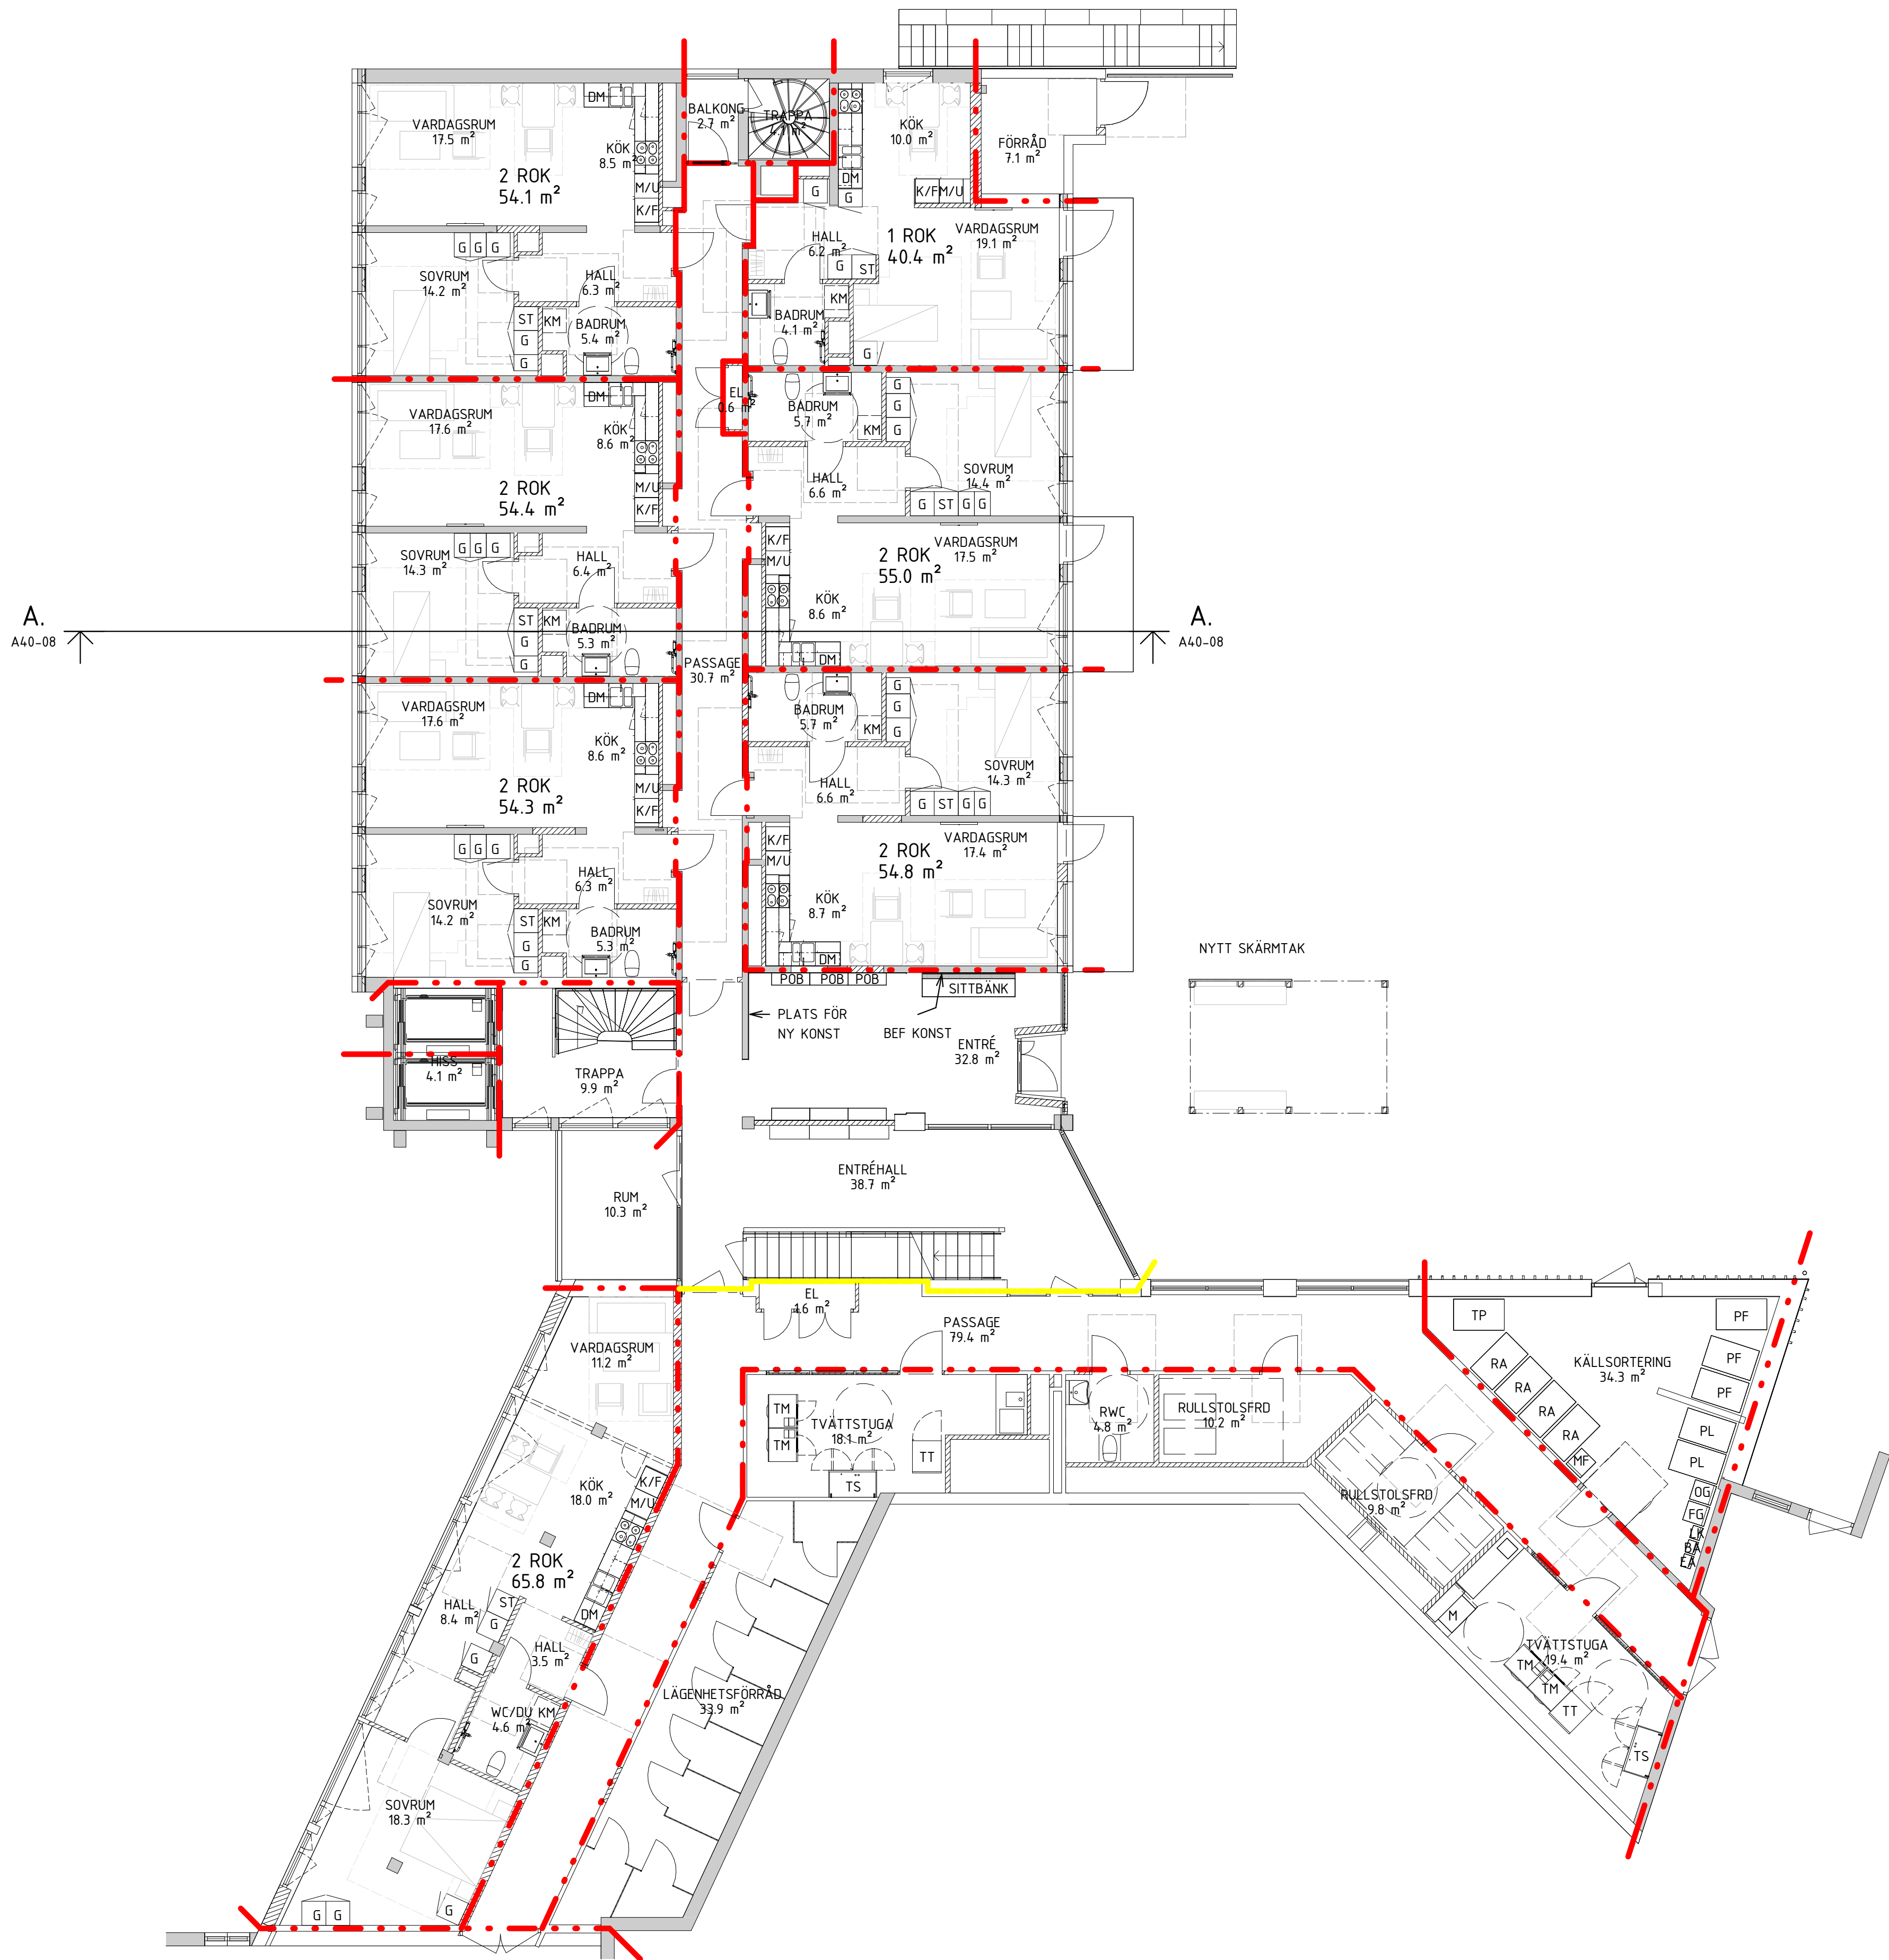 BALKONG
2.7 m²
TRAPPA
4.1 m²
DM
VARDAGSRUM
17.5 m²
KÖK
8.5 m
2 ROK
54.1 m²
M/U
K/F
KÖK
10.0 m²
DM
G
G
K/F
M/U
FÖRRÅD
7.1 m²
G G G
SOVRUM
14.2 m²
HALL
6.3 m²
ST
KM
G
G
BADRUM
5.4 m²
HALL
6.2 m²
1 ROK
40.4 m²
VARDAGSRUM
19.1 m²
G
ST
KM
BADRUM
4.1 m²
G
EL
0.6 m²
DM
VARDAGSRUM
17.6 m²
KÖK
8.6 m²
2 ROK
54.4 m²
M/U
K/F
BADRUM
5.7 m²
KM
G
G
G
SOVRUM
14.4 m²
HALL
6.6 m²
G ST G G
G G G
SOVRUM
14.3 m²
HALL
6.4 m²
ST
KM
G
G
BADRUM
5.3 m²
K/F
M/U
2 ROK
55.0 m²
VARDAGSRUM
17.5 m²
KÖK
8.6 m²
DM
A.
A40-08
A.
A40-08
PASSAGE
30.7 m²
DM
VARDAGSRUM
17.6 m²
KÖK
8.6 m²
2 ROK
54.3 m²
M/U
K/F
BADRUM
5.7 m²
KM
G
G
G
SOVRUM
14.3 m²
HALL
6.6 m²
G ST G G
G G G
SOVRUM
14.2 m²
HALL
6.3 m²
ST
KM
G
G
BADRUM
5.3 m²
K/F
M/U
2 ROK
54.8 m²
VARDAGSRUM
17.4 m²
KÖK
8.7 m²
DM
POB POB POB
SITTBÄNK
PLATS FÖR
NY KONST
BEF KONST
ENTRÉ
32.8 m²
NYTT SKÄRMTAK
HISS
4.1 m²
TRAPPA
9.9 m²
RUM
10.3 m²
ENTRÉHALL
38.7 m²
EL
1.6 m²
PASSAGE
79.4 m²
VARDAGSRUM
11.2 m²
TM
TM
TVÄTTSTUGA
18.1 m²
TT
TS
RWC
4.8 m²
RULLSTOLSFRD
10.2 m²
RULLSTOLSFRD
9.8 m²
TP
KÄLLSORTERING
34.3 m²
RA
RA
RA
RA
MF
PF
PF
PF
PL
PL
OG
FG
LK
BA
EA
KÖK
18.0 m²
K/F
M/U
2 ROK
65.8 m²
DM
ST
G
G
HALL
8.4 m²
HALL
3.5 m²
WC/DU KM
4.6 m²
LÄGENHETSFÖRRÅD
33.9 m²
SOVRUM
18.3 m²
G G
G
M
TVÄTTSTUGA
19.4 m²
TM
TM
TT
TS